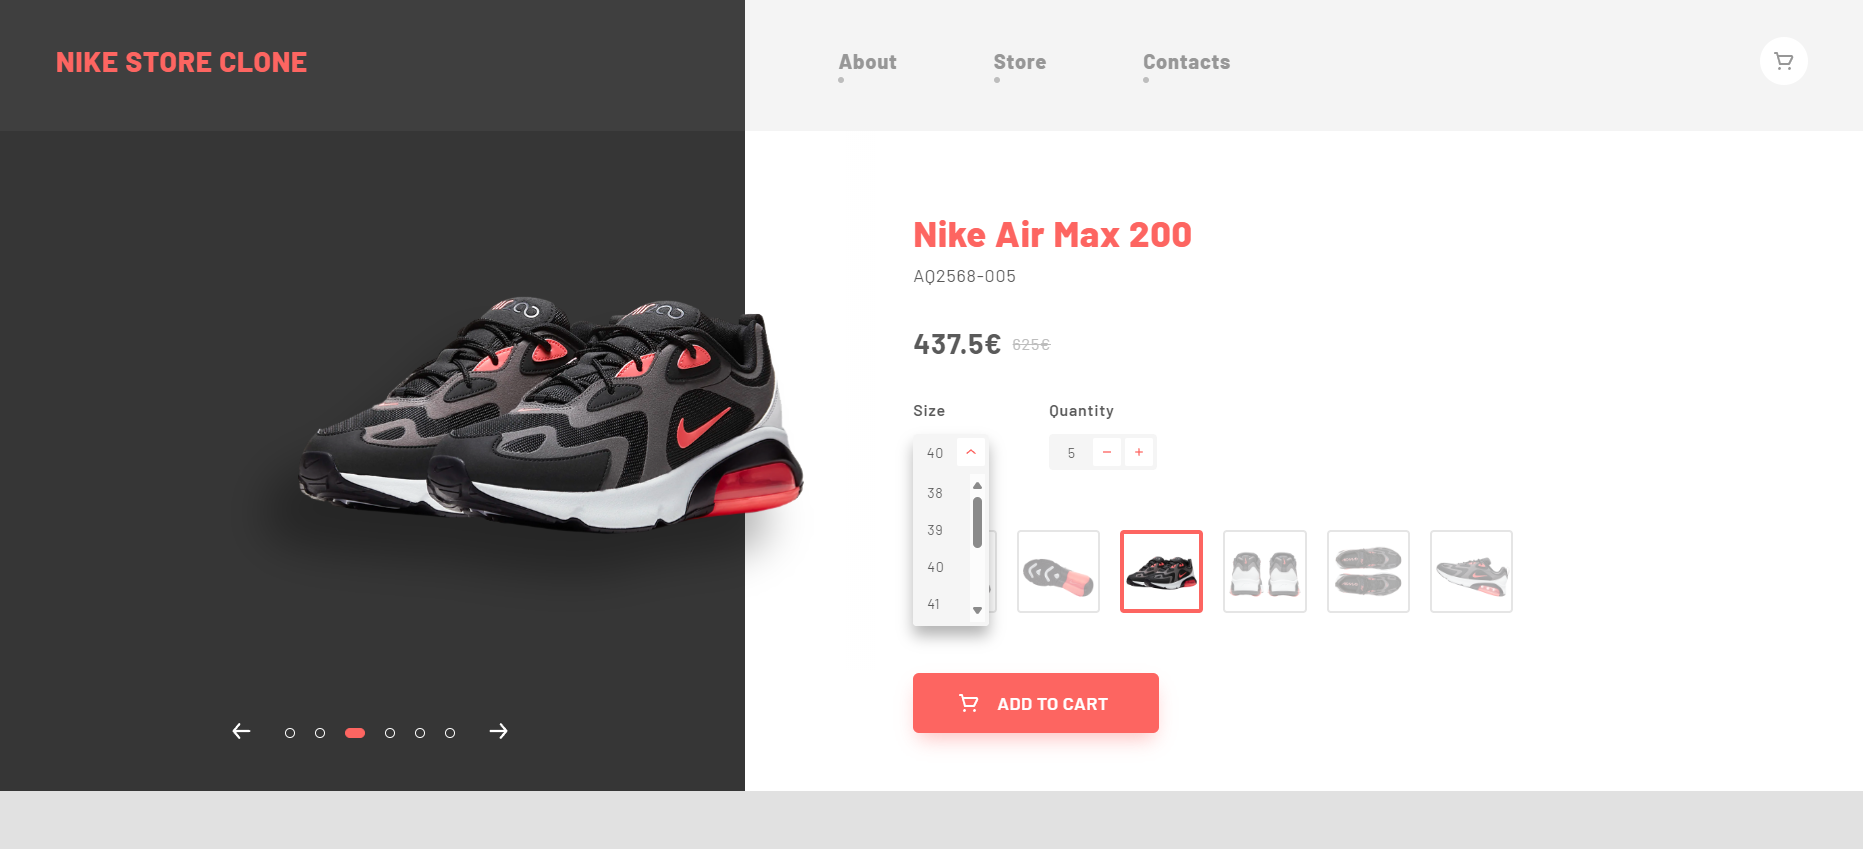 NIKE STORE CLONE
About
Store
Contacts
Nike Air Max 200
AQ2568-005
437.5€ 625€
Size
Quantity
40
5 − +
38
39
40
41
ADD TO CART